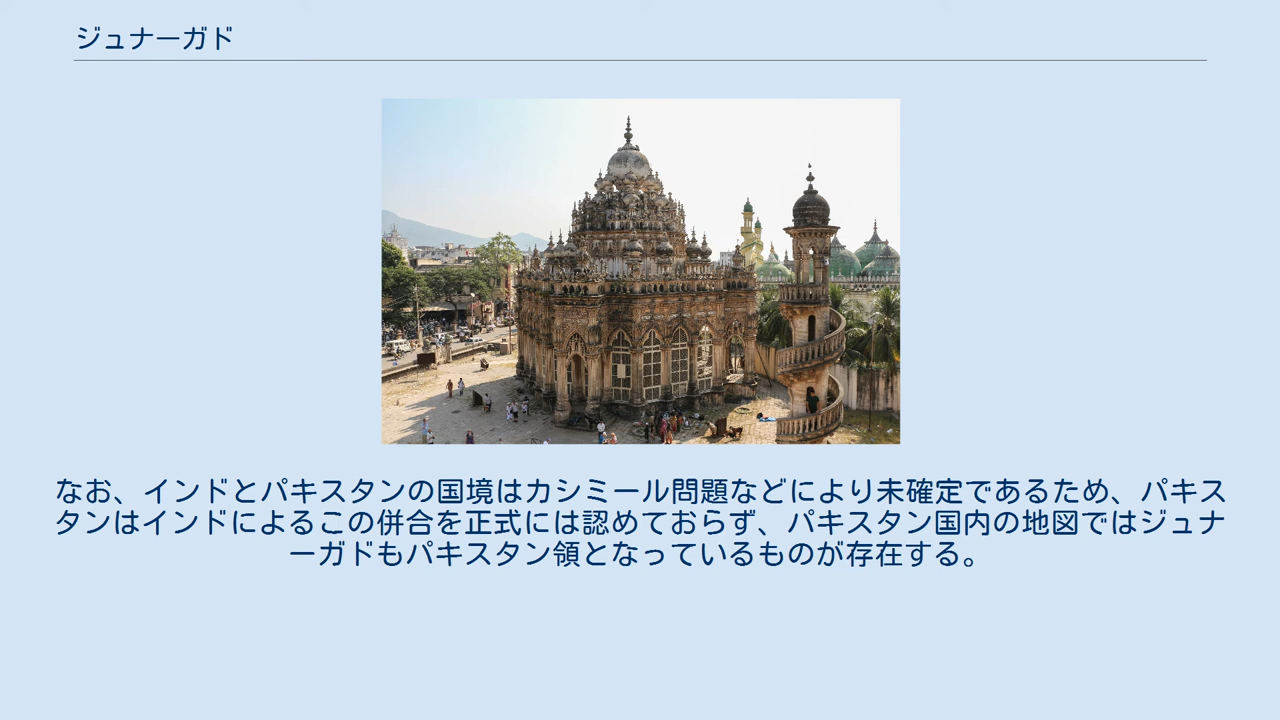 ジュナーガド
なお、インドとパキスタンの国境はカシミール問題などにより未確定であるため、パキス
タンはインドによるこの併合を正式には認めておらず、パキスタン国内の地図ではジュナ
ーガドもパキスタン領となっているものが存在する。